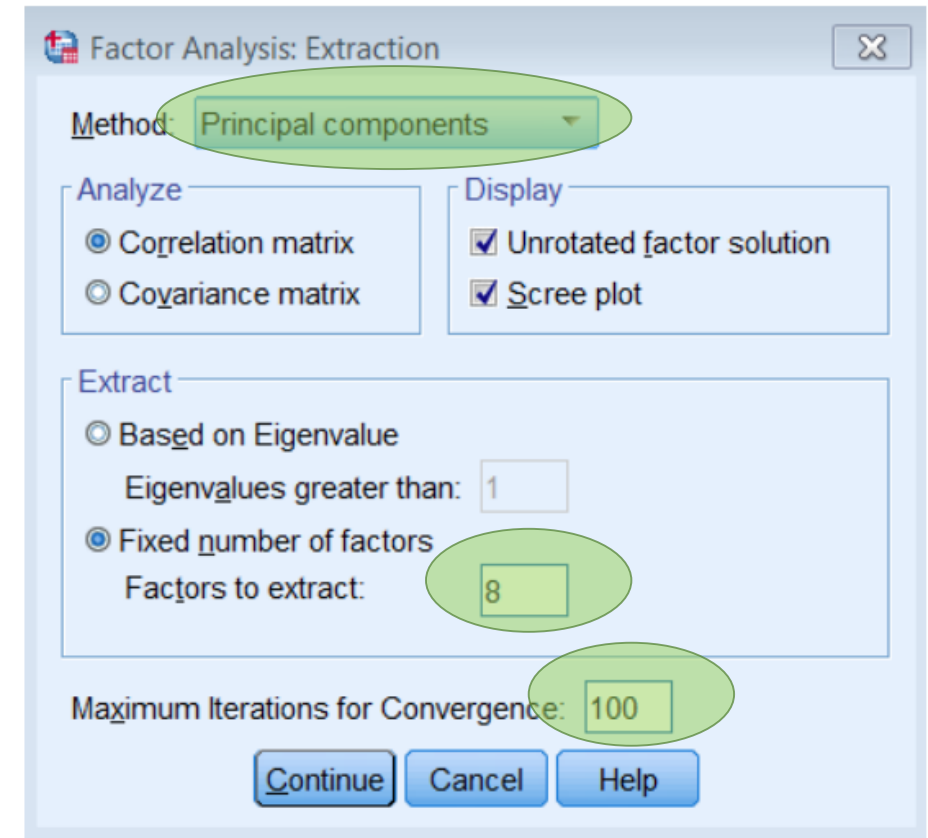 Factor Analysis: Extraction
Method: Principal components
Analyze
Correlation matrix
Covariance matrix
Display
Unrotated factor solution
Scree plot
Extract
Based on Eigenvalue
Eigenvalues greater than: 1
Fixed number of factors
Factors to extract: 8
Maximum Iterations for Convergence: 100
Continue Cancel Help